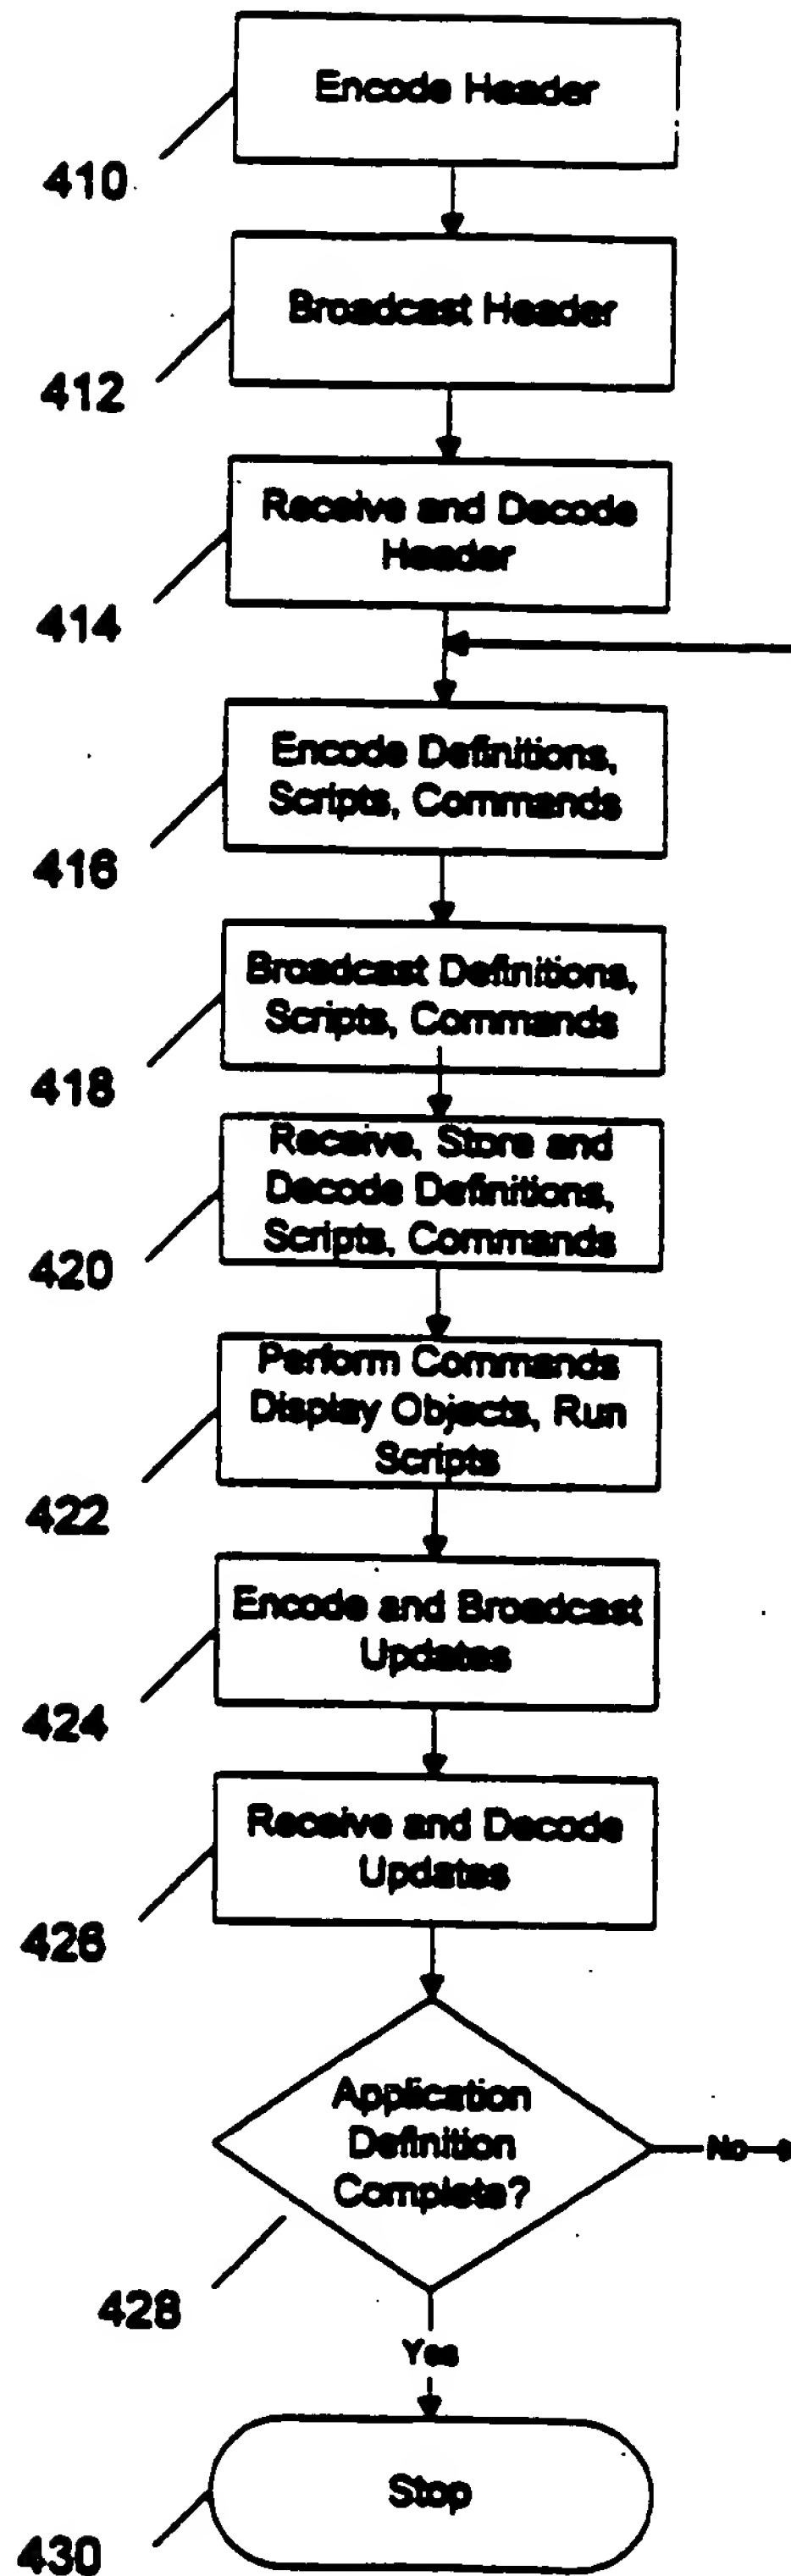 Encode Header
410
Broadcast Header
412
Receive and Decode
Header
414
Encode Definitions,
Scripts, Commands
416
Broadcast Definitions,
Scripts, Commands
418
Receive, Store and
Decode Definitions,
Scripts, Commands
420
Perform Commands
Display Objects, Run
Scripts
422
Encode and Broadcast
Updates
424
Receive and Decode
Updates
426
Application
Definition
Complete?
No
428
Yes
Stop
430